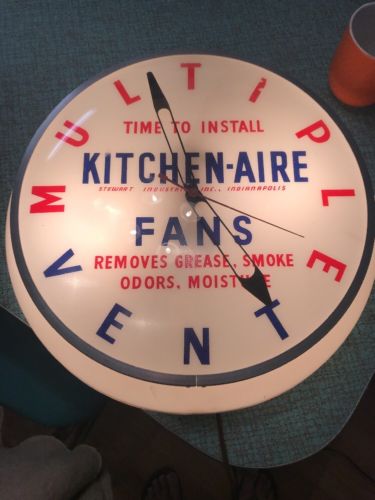 MULTIPLE
TIME TO INSTALL
KITCHEN-AIRE
STEWART INDUSTRIES, INC., INDIANAPOLIS
FANS
REMOVES GREASE, SMOKE
ODORS, MOISTURE
VENT